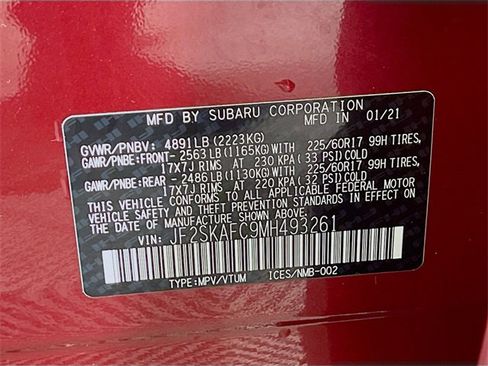 MFD BY SUBARU CORPORATION MFD IN 01/21
GVWR/PNBV: 4891LB (2223KG)
GAWR/PNBE:FRONT- 2563LB (1165KG) WITH 225/60R17 99H TIRES,
17X7J RIMS AT 230 KPA (33 PSI) COLD
GAWR/PNBE:REAR - 2486LB (1130KG) WITH 225/60R17 99H TIRES,
17X7J RIMS AT 220 KPA (32 PSI) COLD
THIS VEHICLE CONFORMS TO ALL APPLICABLE FEDERAL MOTOR
VEHICLE SAFETY AND BUMPER STANDARDS IN EFFECT ON THE
DATE OF MANUFACTURE SHOWN ABOVE.
VIN: JF2SKAFC9MH493261
TYPE:MPV/VTUM ICES/NMB-002